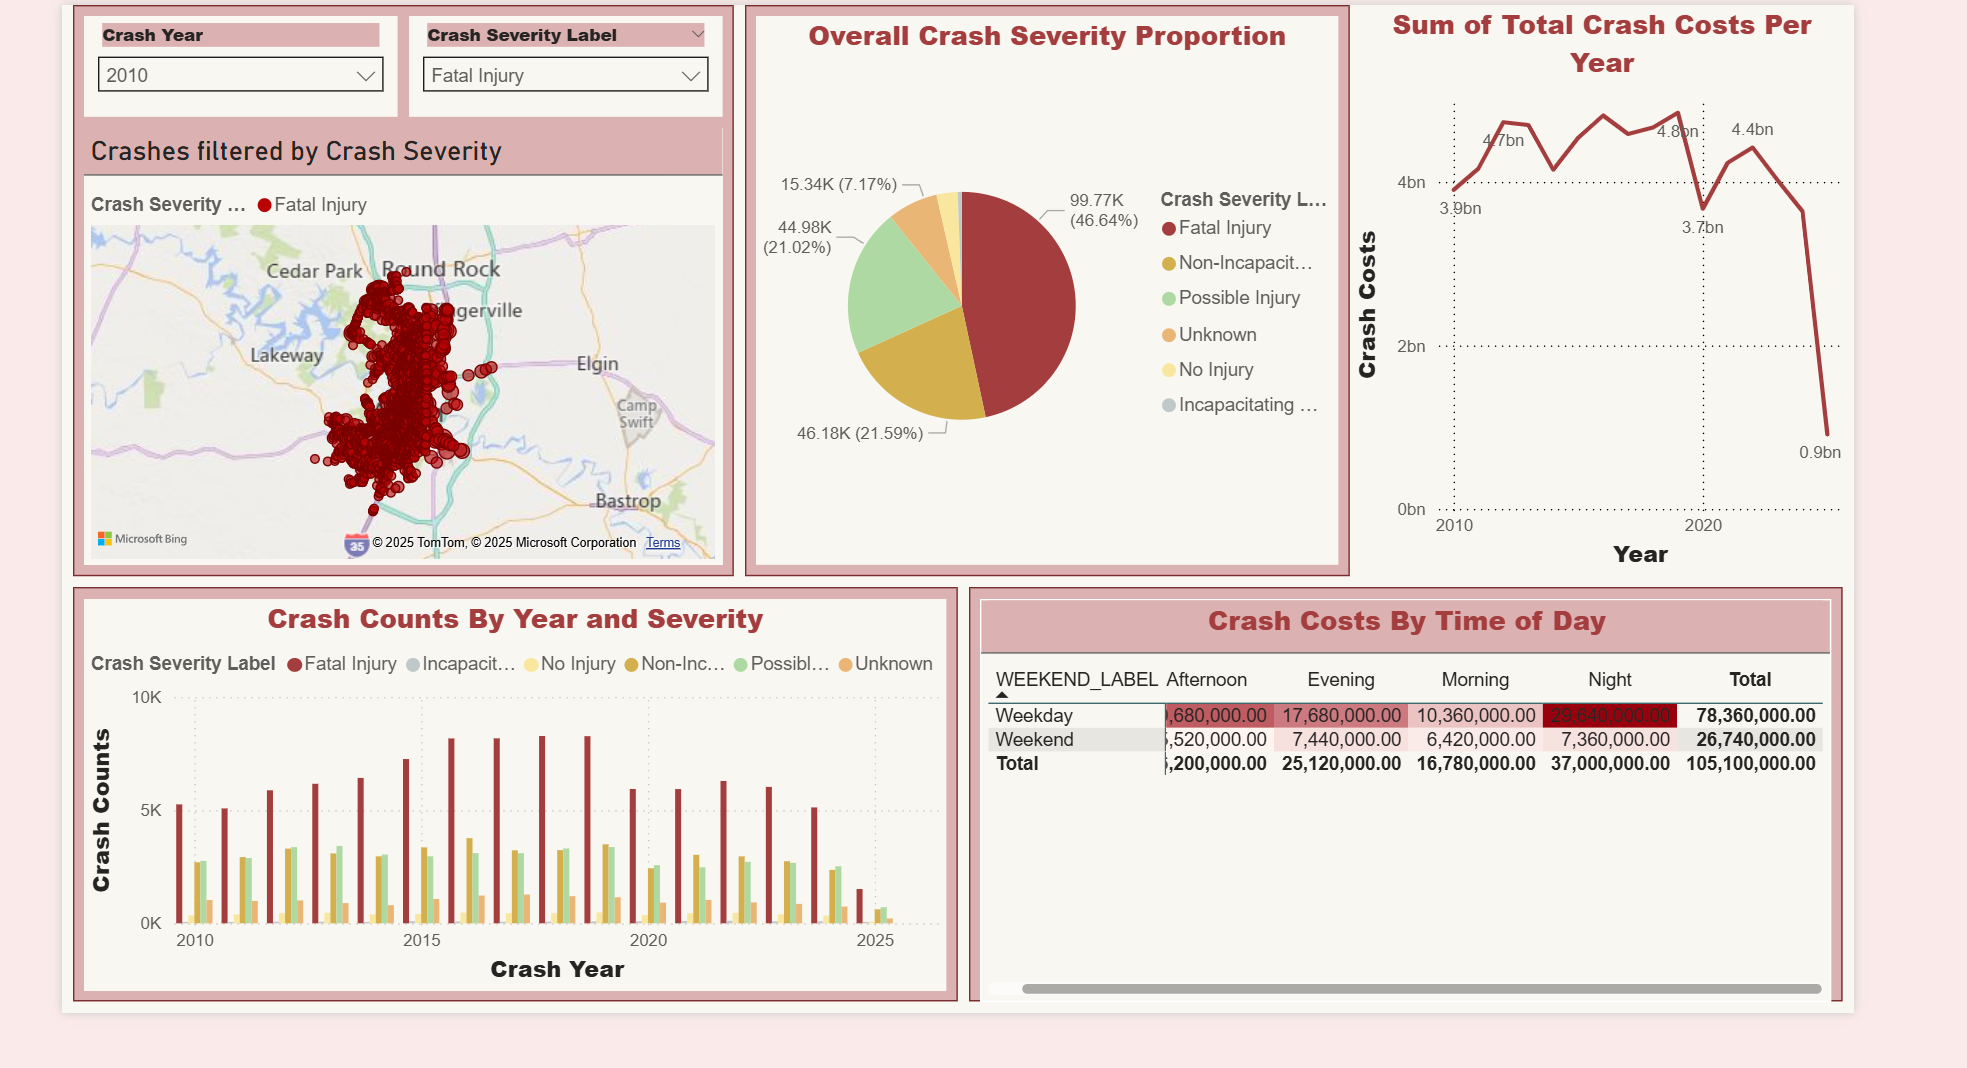 Crash Year
2010
Crash Severity Label
Fatal Injury
Crashes filtered by Crash Severity
Crash Severity ... Fatal Injury
Cedar Park
Round Rock
gerville
Lakeway
Elgin
Camp
Swift
Bastrop
35
Microsoft Bing
© 2025 TomTom, © 2025 Microsoft Corporation Terms
Overall Crash Severity Proportion
15.34K (7.17%)
44.98K
(21.02%)
99.77K
(46.64%)
46.18K (21.59%)
Crash Severity L...
Fatal Injury
Non-Incapacit...
Possible Injury
Unknown
No Injury
Incapacitating ...
Sum of Total Crash Costs Per
Year
Crash Costs
4bn
2bn
0bn
3.9bn
4.7bn
4.8bn
3.7bn
4.4bn
0.9bn
2010
2020
Year
Crash Counts By Year and Severity
Crash Severity Label Fatal Injury Incapacit... No Injury Non-Inc... Possibl... Unknown
Crash Counts
10K
5K
0K
2010 2015 2020 2025
Crash Year
Crash Costs By Time of Day
WEEKEND_LABEL Afternoon Evening Morning Night Total
Weekday ,680,000.00 17,680,000.00 10,360,000.00 29,640,000.00 78,360,000.00
Weekend ,520,000.00 7,440,000.00 6,420,000.00 7,360,000.00 26,740,000.00
Total ,200,000.00 25,120,000.00 16,780,000.00 37,000,000.00 105,100,000.00